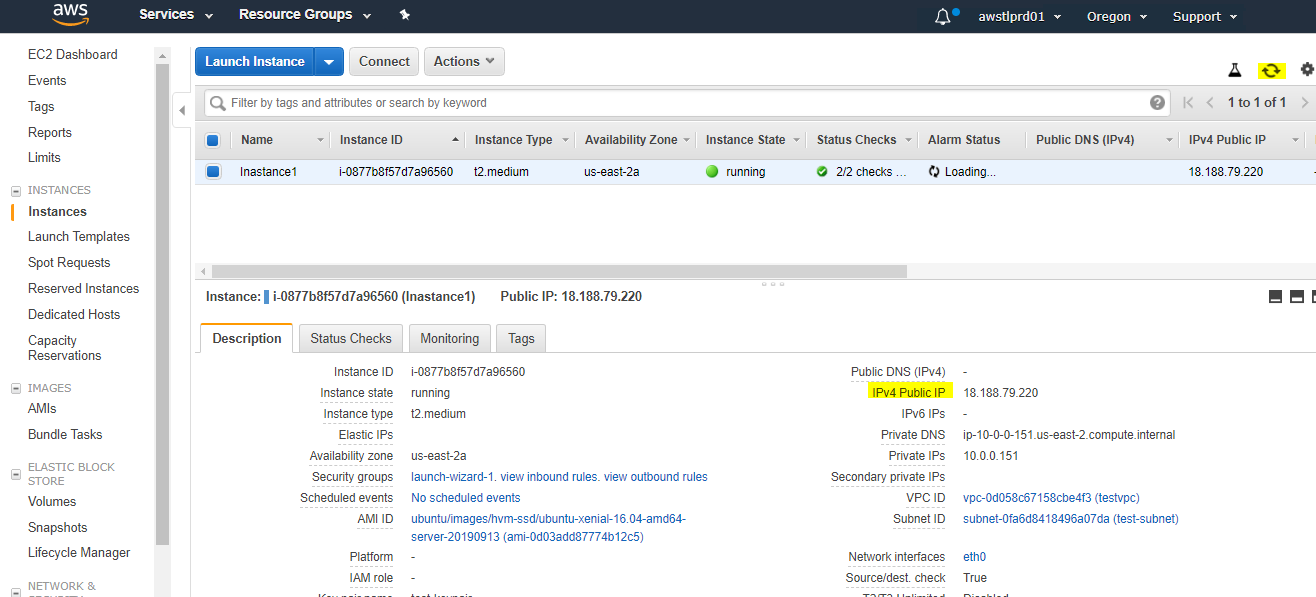 aws Services Resource Groups awstlprd01 Oregon Support
EC2 Dashboard
Events
Tags
Reports
Limits
INSTANCES
Instances
Launch Templates
Spot Requests
Reserved Instances
Dedicated Hosts
Capacity
Reservations
IMAGES
AMIs
Bundle Tasks
ELASTIC BLOCK
STORE
Volumes
Snapshots
Lifecycle Manager
NETWORK &
Launch Instance Connect Actions
Filter by tags and attributes or search by keyword ? 1 to 1 of 1
Name Instance ID Instance Type Availability Zone Instance State Status Checks Alarm Status Public DNS (IPv4) IPv4 Public IP
Inastance1 i-0877b8f57d7a96560 t2.medium us-east-2a running 2/2 checks ... Loading... 18.188.79.220 -
Instance: i-0877b8f57d7a96560 (Inastance1) Public IP: 18.188.79.220
Description Status Checks Monitoring Tags
Instance ID i-0877b8f57d7a96560
Instance state running
Instance type t2.medium
Elastic IPs
Availability zone us-east-2a
Security groups launch-wizard-1. view inbound rules. view outbound rules
Scheduled events No scheduled events
AMI ID ubuntu/images/hvm-ssd/ubuntu-xenial-16.04-amd64-
server-20190913 (ami-0d03add87774b12c5)
Platform -
IAM role -
Key pair name test-keypair
Public DNS (IPv4) -
IPv4 Public IP 18.188.79.220
IPv6 IPs -
Private DNS ip-10-0-0-151.us-east-2.compute.internal
Private IPs 10.0.0.151
Secondary private IPs
VPC ID vpc-0d058c67158cbe4f3 (testvpc)
Subnet ID subnet-0fa6d8418496a07da (test-subnet)
Network interfaces eth0
Source/dest. check True
T2/T3 Unlimited Disabled